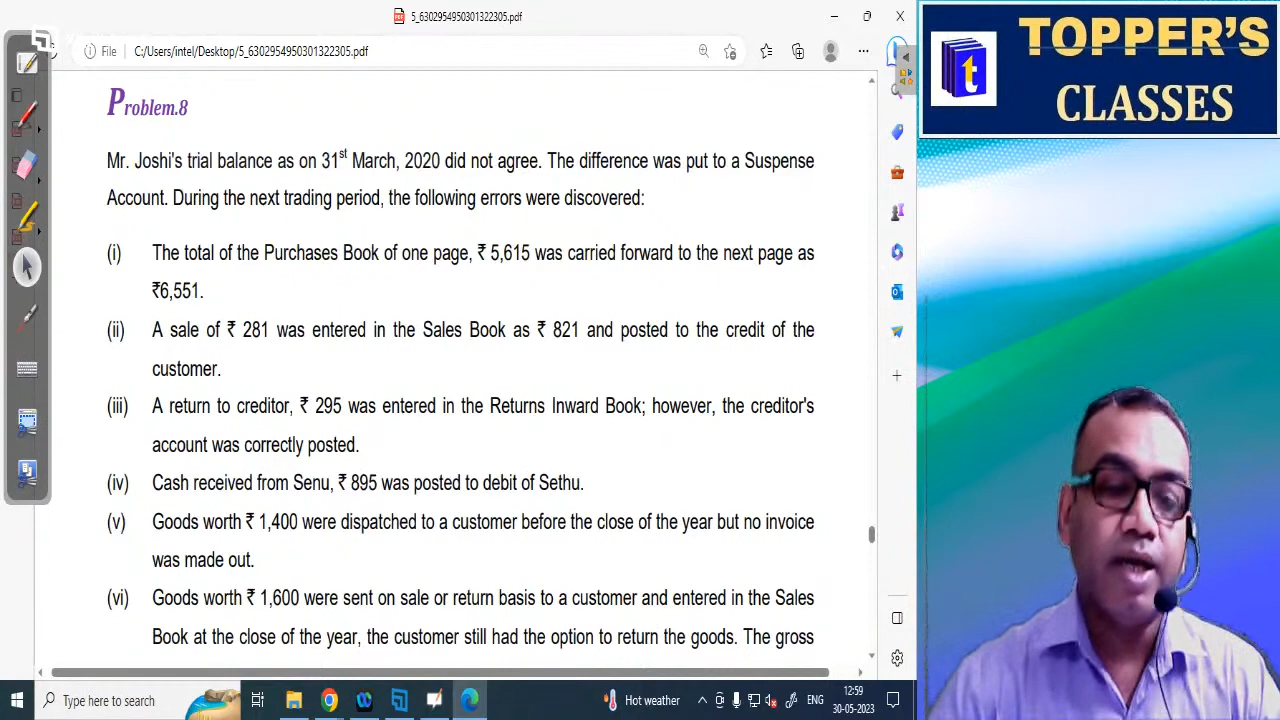 5_6302954950301322305.pdf
TOPPER'S
CLASSES
t
File
C:/Users/intel/Desktop/
4950301322305.pdf
Problem.8
Mr. Joshi's trial balance as on 31st March, 2020 did not agree. The difference was put to a Suspense
Account. During the next trading period, the following errors were discovered:
(i) The total of the Purchases Book of one page, ₹ 5,615 was carried forward to the next page as
₹6,551.
(ii) A sale of ₹ 281 was entered in the Sales Book as ₹ 821 and posted to the credit of the
customer.
(iii) A return to creditor, ₹ 295 was entered in the Returns Inward Book; however, the creditor's
account was correctly posted.
(iv) Cash received from Senu, ₹ 895 was posted to debit of Sethu.
(v) Goods worth ₹ 1,400 were dispatched to a customer before the close of the year but no invoice
was made out.
(vi) Goods worth ₹ 1,600 were sent on sale or return basis to a customer and entered in the Sales
Book at the close of the year, the customer still had the option to return the goods. The gross
Type here to search
Hot weather
ENG
12:59
30-05-2023